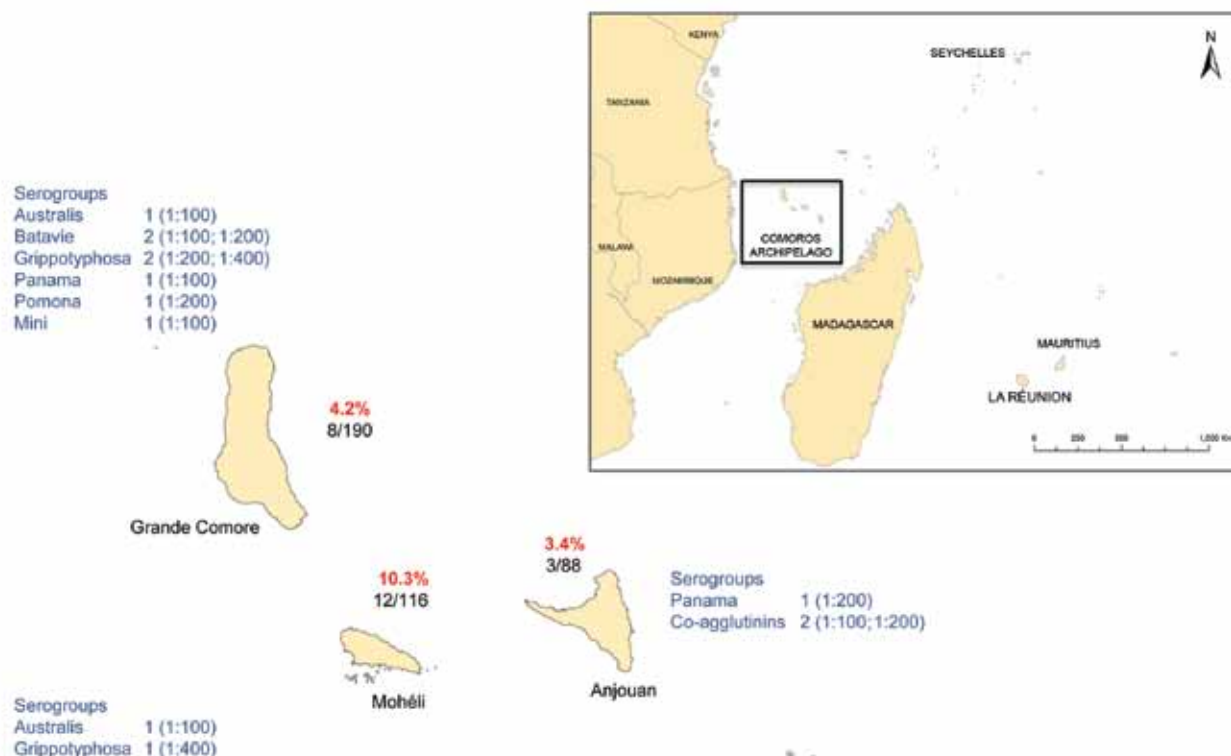 KENYA
SEYCHELLES
N
TANZANIA
COMOROS
ARCHIPELAGO
MALAWI
MOZAMBIQUE
MADAGASCAR
MAURITIUS
LA RÉUNION
0
Serogroups
Australis 1 (1:100)
Batavie 2 (1:100; 1:200)
Grippotyphosa 2 (1:200; 1:400)
Panama 1 (1:100)
Pomona 1 (1:200)
Mini 1 (1:100)
4.2%
8/190
Grande Comore
3.4%
3/88
10.3%
12/116
Serogroups
Panama 1 (1:200)
Co-agglutinins 2 (1:100; 1:200)
Anjouan
Mohéli
Serogroups
Australis 1 (1:100)
Grippotyphosa 1 (1:400)